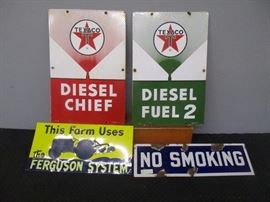 TEXACO
T
DIESEL
CHIEF
TEXACO
T
DIESEL
FUEL 2
This Farm Uses
The
FERGUSON SYSTEM
NO SMOKING